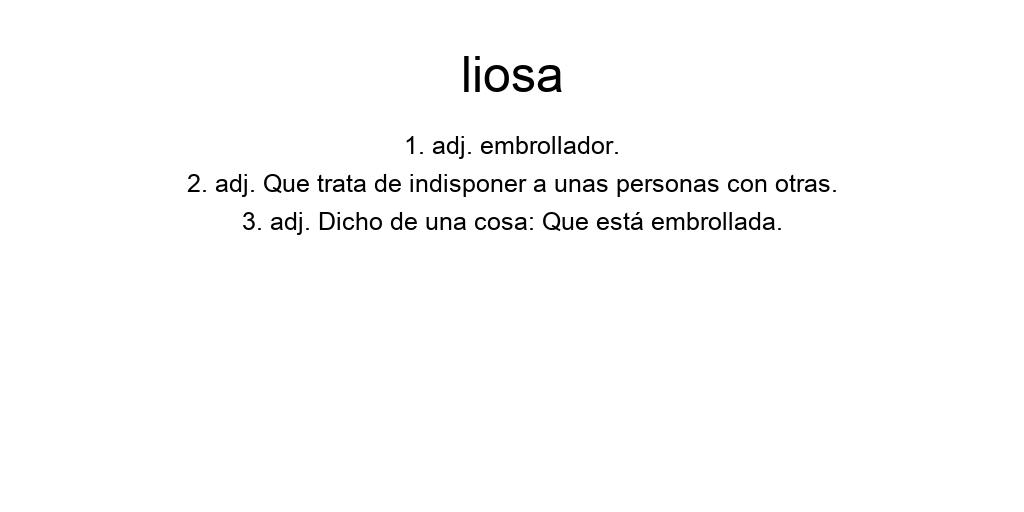 liosa
1. adj. embrollador.
2. adj. Que trata de indisponer a unas personas con otras.
3. adj. Dicho de una cosa: Que está embrollada.